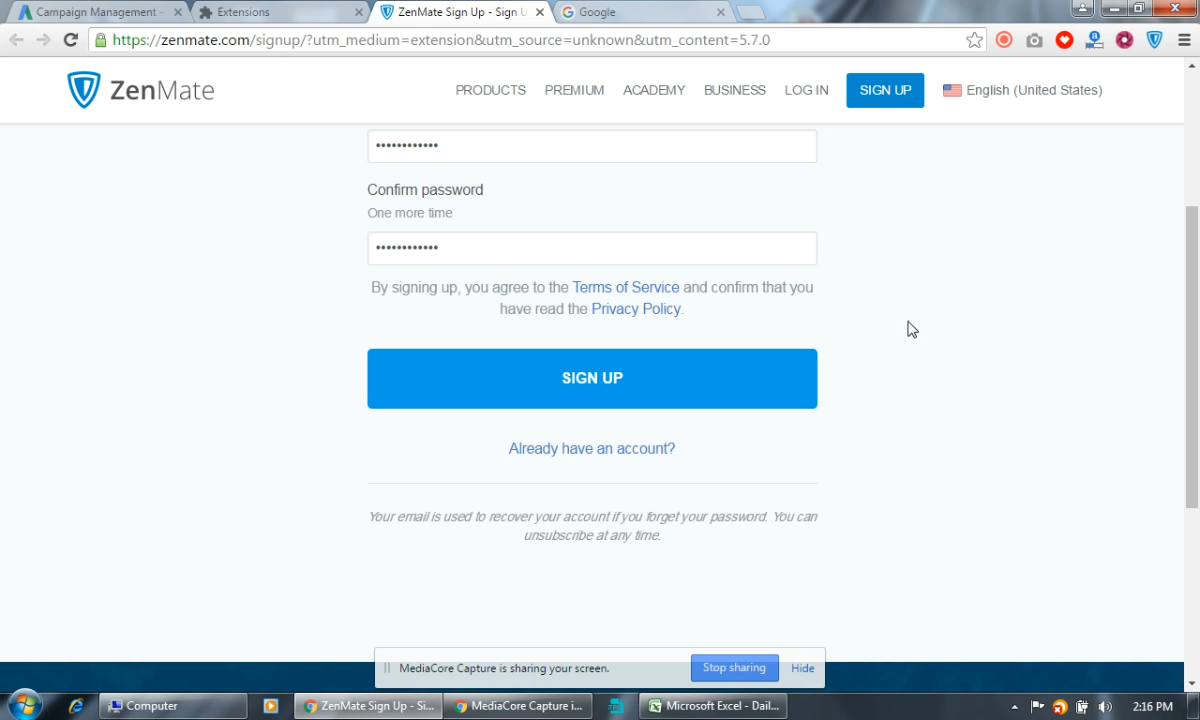 Campaign Management -
Extensions
ZenMate Sign Up - Sign U
Google
https://zenmate.com/signup/?utm_medium=extension&utm_source=unknown&utm_content=5.7.0
ZenMate
PRODUCTS
PREMIUM
ACADEMY
BUSINESS
LOG IN
SIGN UP
English (United States)
••••••••••••
Confirm password
One more time
••••••••••••
By signing up, you agree to the Terms of Service and confirm that you
have read the Privacy Policy.
SIGN UP
Already have an account?
Your email is used to recover your account if you forget your password. You can
unsubscribe at any time.
MediaCore Capture is sharing your screen.
Stop sharing
Hide
Computer
ZenMate Sign Up - Si...
MediaCore Capture i...
Microsoft Excel - Dail...
2:16 PM